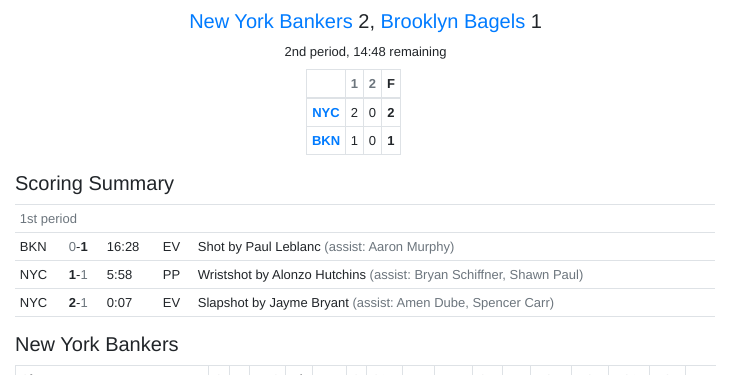 New York Bankers 2, Brooklyn Bagels 1
2nd period, 14:48 remaining
1 2 F
NYC 2 0 2
BKN 1 0 1
Scoring Summary
1st period
BKN 0-1 16:28 EV Shot by Paul Leblanc (assist: Aaron Murphy)
NYC 1-1 5:58 PP Wristshot by Alonzo Hutchins (assist: Bryan Schiffner, Shawn Paul)
NYC 2-1 0:07 EV Slapshot by Jayme Bryant (assist: Amen Dube, Spencer Carr)
New York Bankers